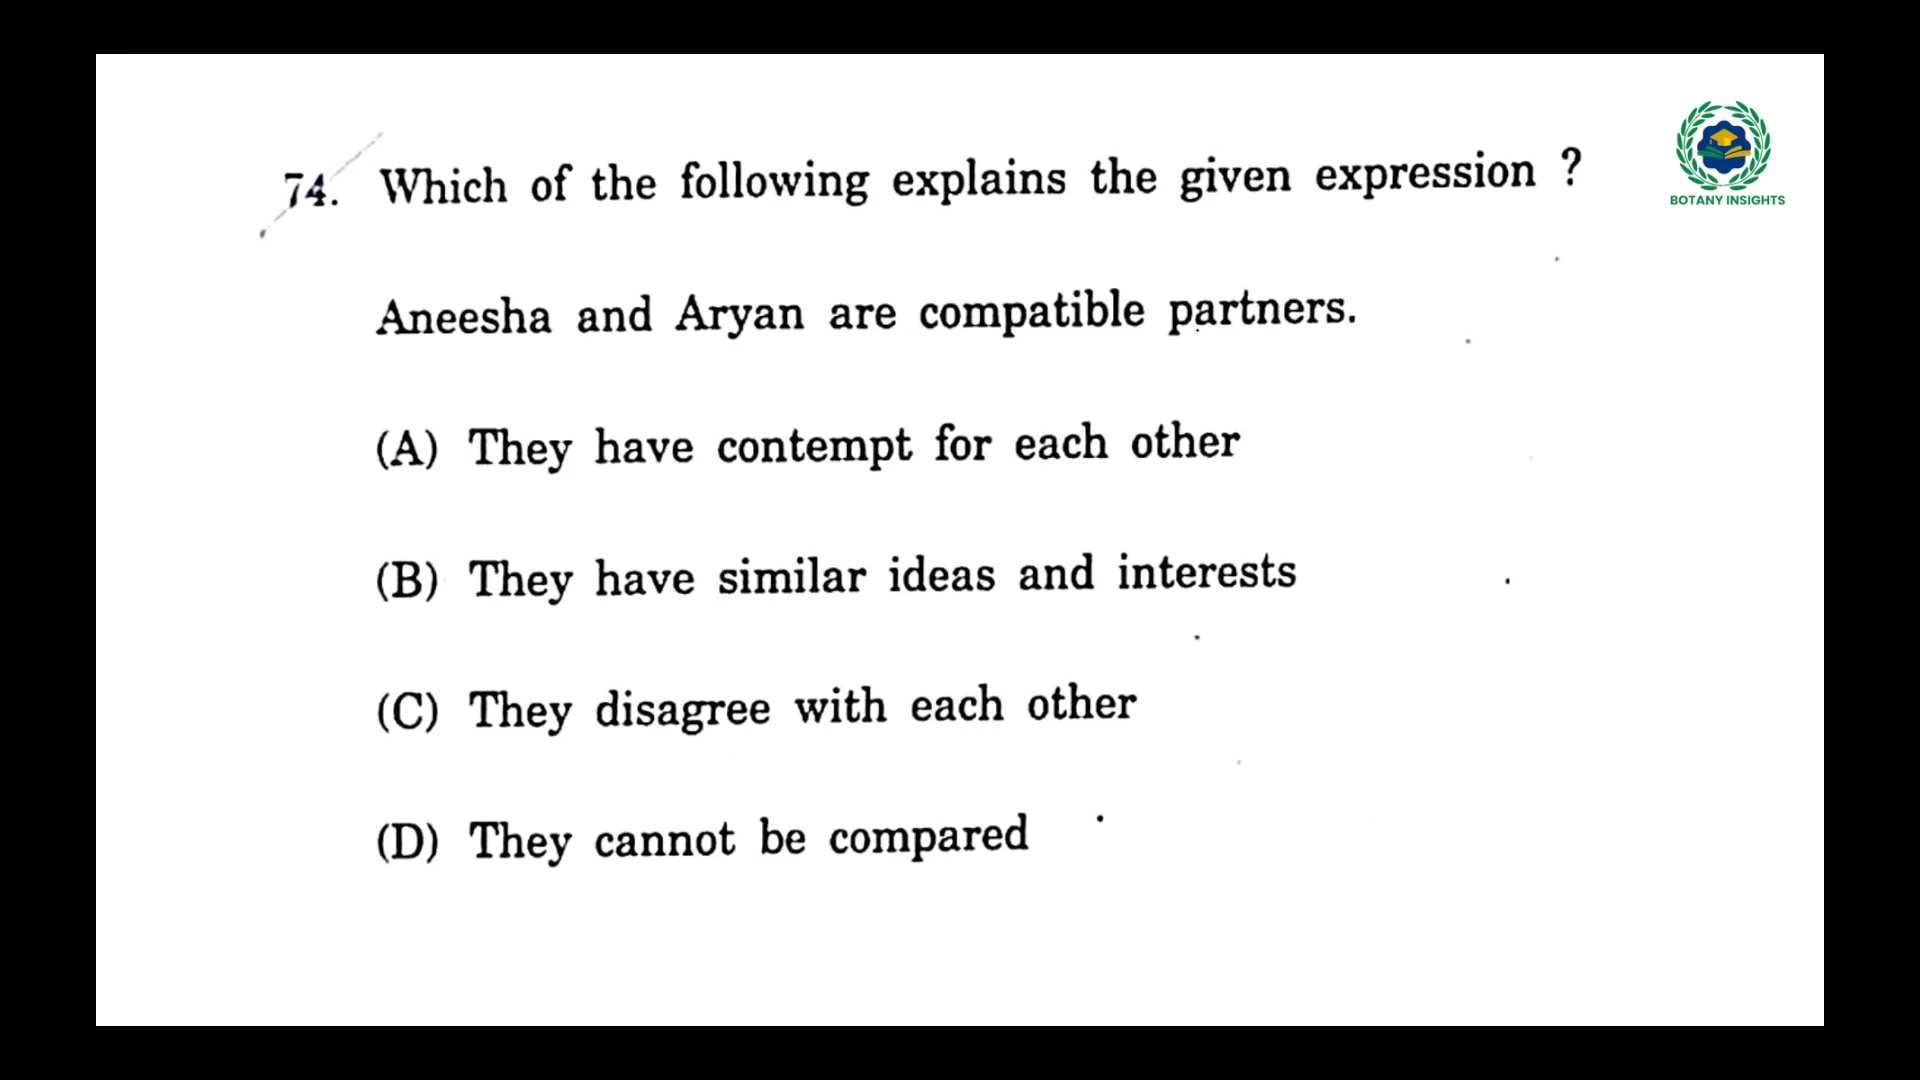 BOTANY INSIGHTS
74. Which of the following explains the given expression ?
Aneesha and Aryan are compatible partners.
(A) They have contempt for each other
(B) They have similar ideas and interests
(C) They disagree with each other
(D) They cannot be compared